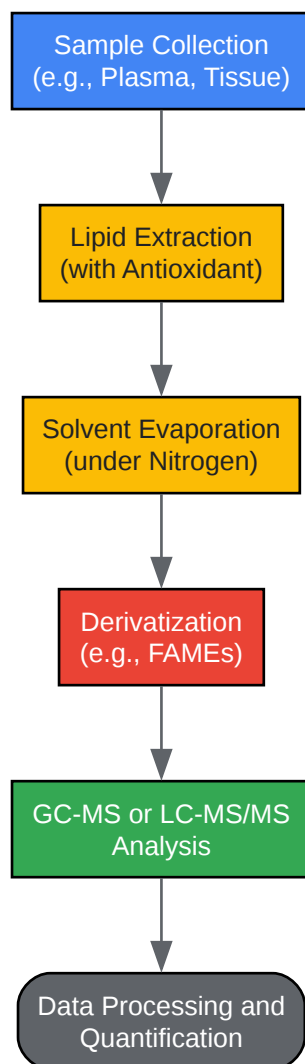 Sample Collection
(e.g., Plasma, Tissue)
Lipid Extraction
(with Antioxidant)
Solvent Evaporation
(under Nitrogen)
Derivatization
(e.g., FAMEs)
GC-MS or LC-MS/MS
Analysis
Data Processing and
Quantification